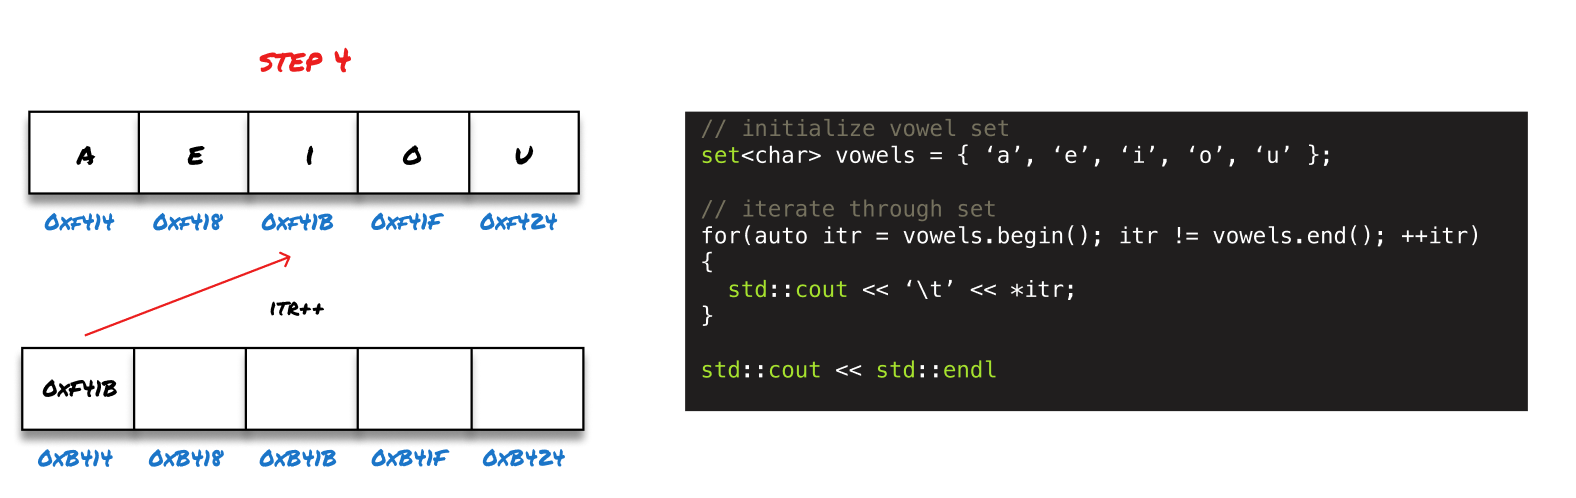 STEP 4
A E I O U
0XF414 0XF418 0XF41B 0XF41F 0XF424
ITR++
0XF41B
0XB414 0XB418 0XB41B 0XB41F 0XB424
// initialize vowel set
set<char> vowels = { ‘a’, ‘e’, ‘i’, ‘o’, ‘u’ };
// iterate through set
for(auto itr = vowels.begin(); itr != vowels.end(); ++itr)
{
std::cout << ‘\t’ << *itr;
}
std::cout << std::endl